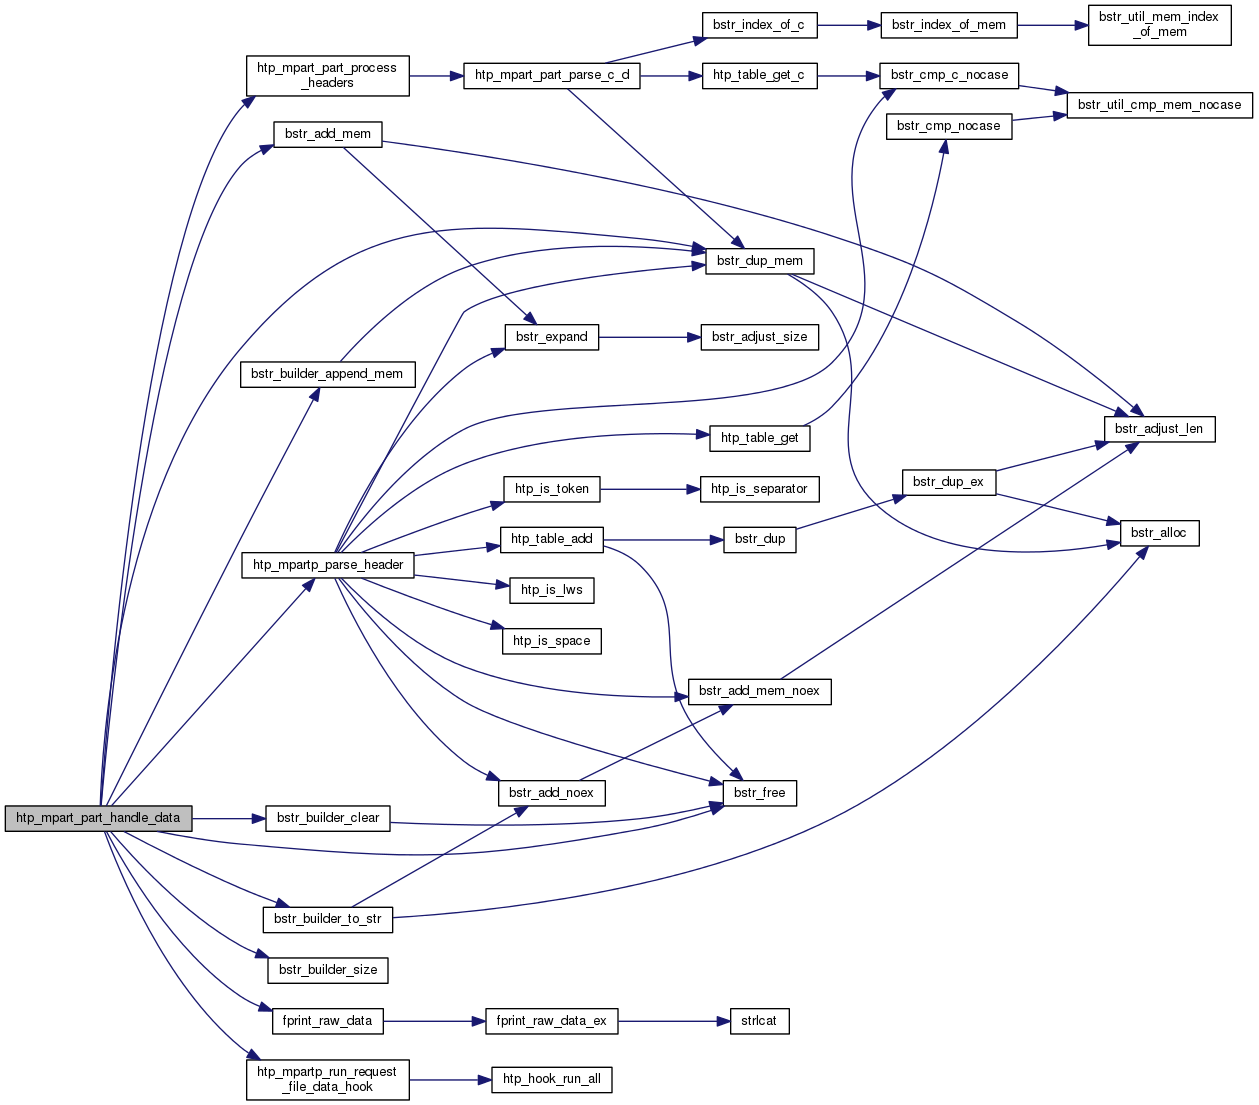 bstr_index_of_c
bstr_index_of_mem
bstr_util_mem_index
_of_mem
htp_mpart_part_process
_headers
htp_mpart_part_parse_c_d
htp_table_get_c
bstr_cmp_c_nocase
bstr_util_cmp_mem_nocase
bstr_add_mem
bstr_cmp_nocase
bstr_dup_mem
bstr_expand
bstr_adjust_size
bstr_builder_append_mem
htp_table_get
bstr_adjust_len
htp_is_token
htp_is_separator
bstr_dup_ex
htp_table_add
bstr_dup
bstr_alloc
htp_mpartp_parse_header
htp_is_lws
htp_is_space
bstr_add_mem_noex
bstr_add_noex
bstr_free
htp_mpart_part_handle_data
bstr_builder_clear
bstr_builder_to_str
bstr_builder_size
fprint_raw_data
fprint_raw_data_ex
strlcat
htp_mpartp_run_request
_file_data_hook
htp_hook_run_all